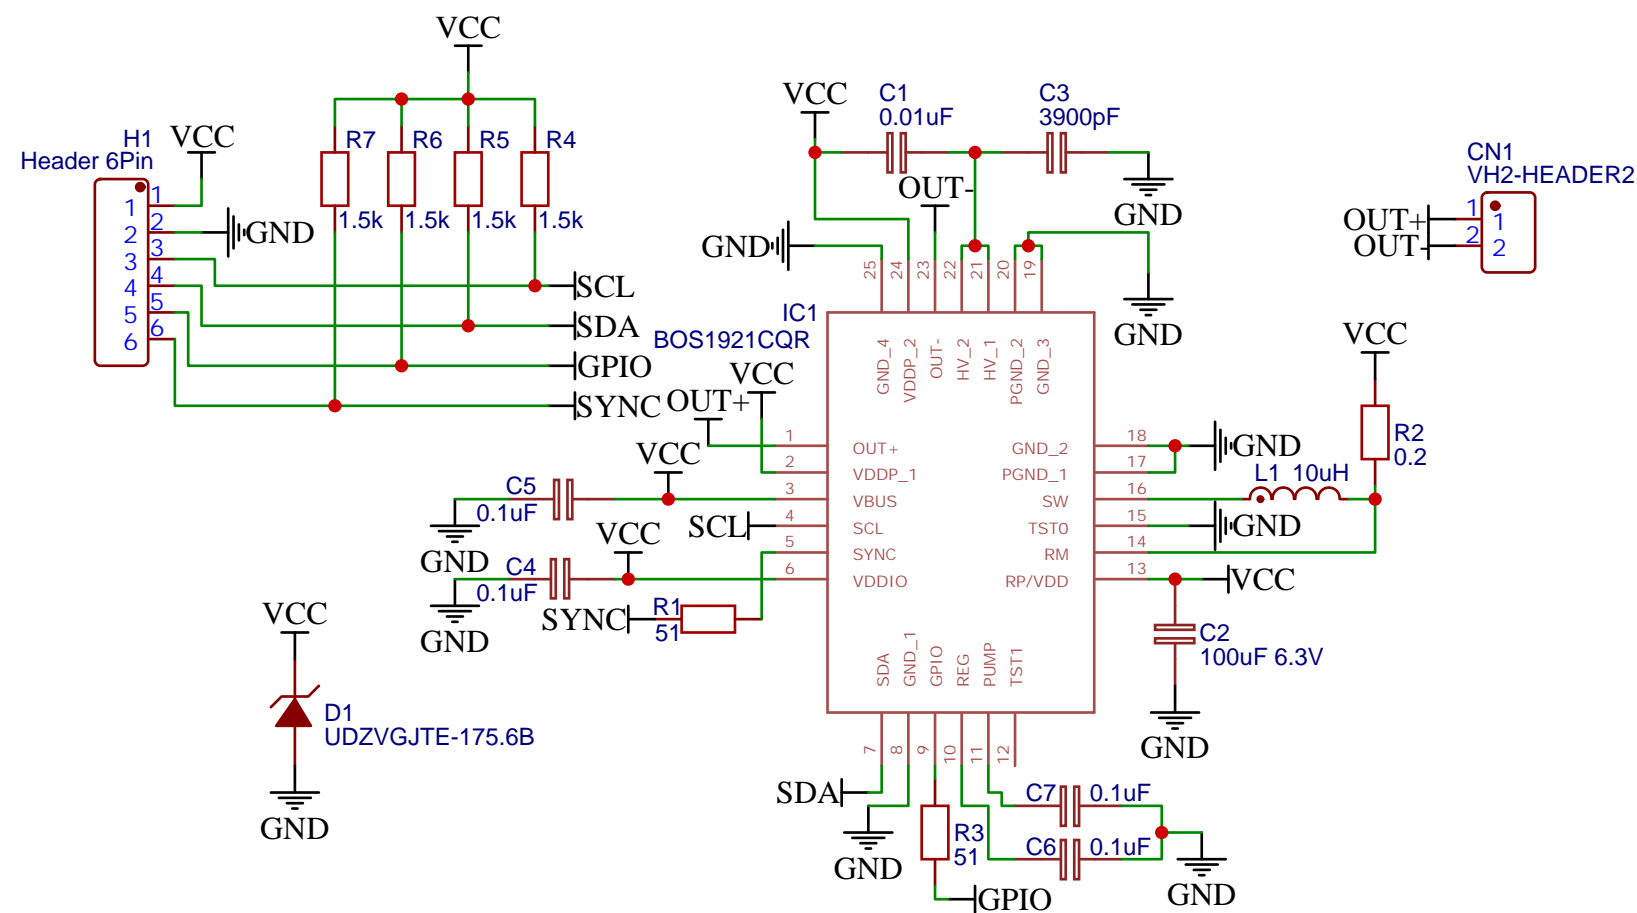 VCC
H1
Header 6Pin
VCC
1
2
3
4
5
6
1
2
3
4
5
6
GND
R7
1.5k
R6
1.5k
R5
1.5k
R4
1.5k
SCL
SDA
GPIO
SYNC
VCC
C1
0.01uF
C3
3900pF
GND
OUT-
GND
GND
CN1
VH2-HEADER2
OUT+
OUT-
1
2
1
2
IC1
BOS1921CQR
25
24
23
22
21
20
19
GND_4
VDDP_2
OUT-
HV_2
HV_1
PGND_2
GND_3
VCC
OUT+
VCC
C5
0.1uF
GND
SCL
VCC
C4
0.1uF
GND
SYNC
R1
51
1
2
3
4
5
6
OUT+
VDDP_1
VBUS
SCL
SYNC
VDDIO
GND_2
PGND_1
SW
TST0
RM
RP/VDD
18
17
16
15
14
13
GND
L1 10uH
GND
VCC
R2
0.2
VCC
C2
100uF 6.3V
GND
SDA
GND_1
GPIO
REG
PUMP
TST1
7
8
9
10
11
12
VCC
D1
UDZVGJTE-175.6B
GND
SDA
GND
R3
51
GPIO
C7 0.1uF
C6 0.1uF
GND